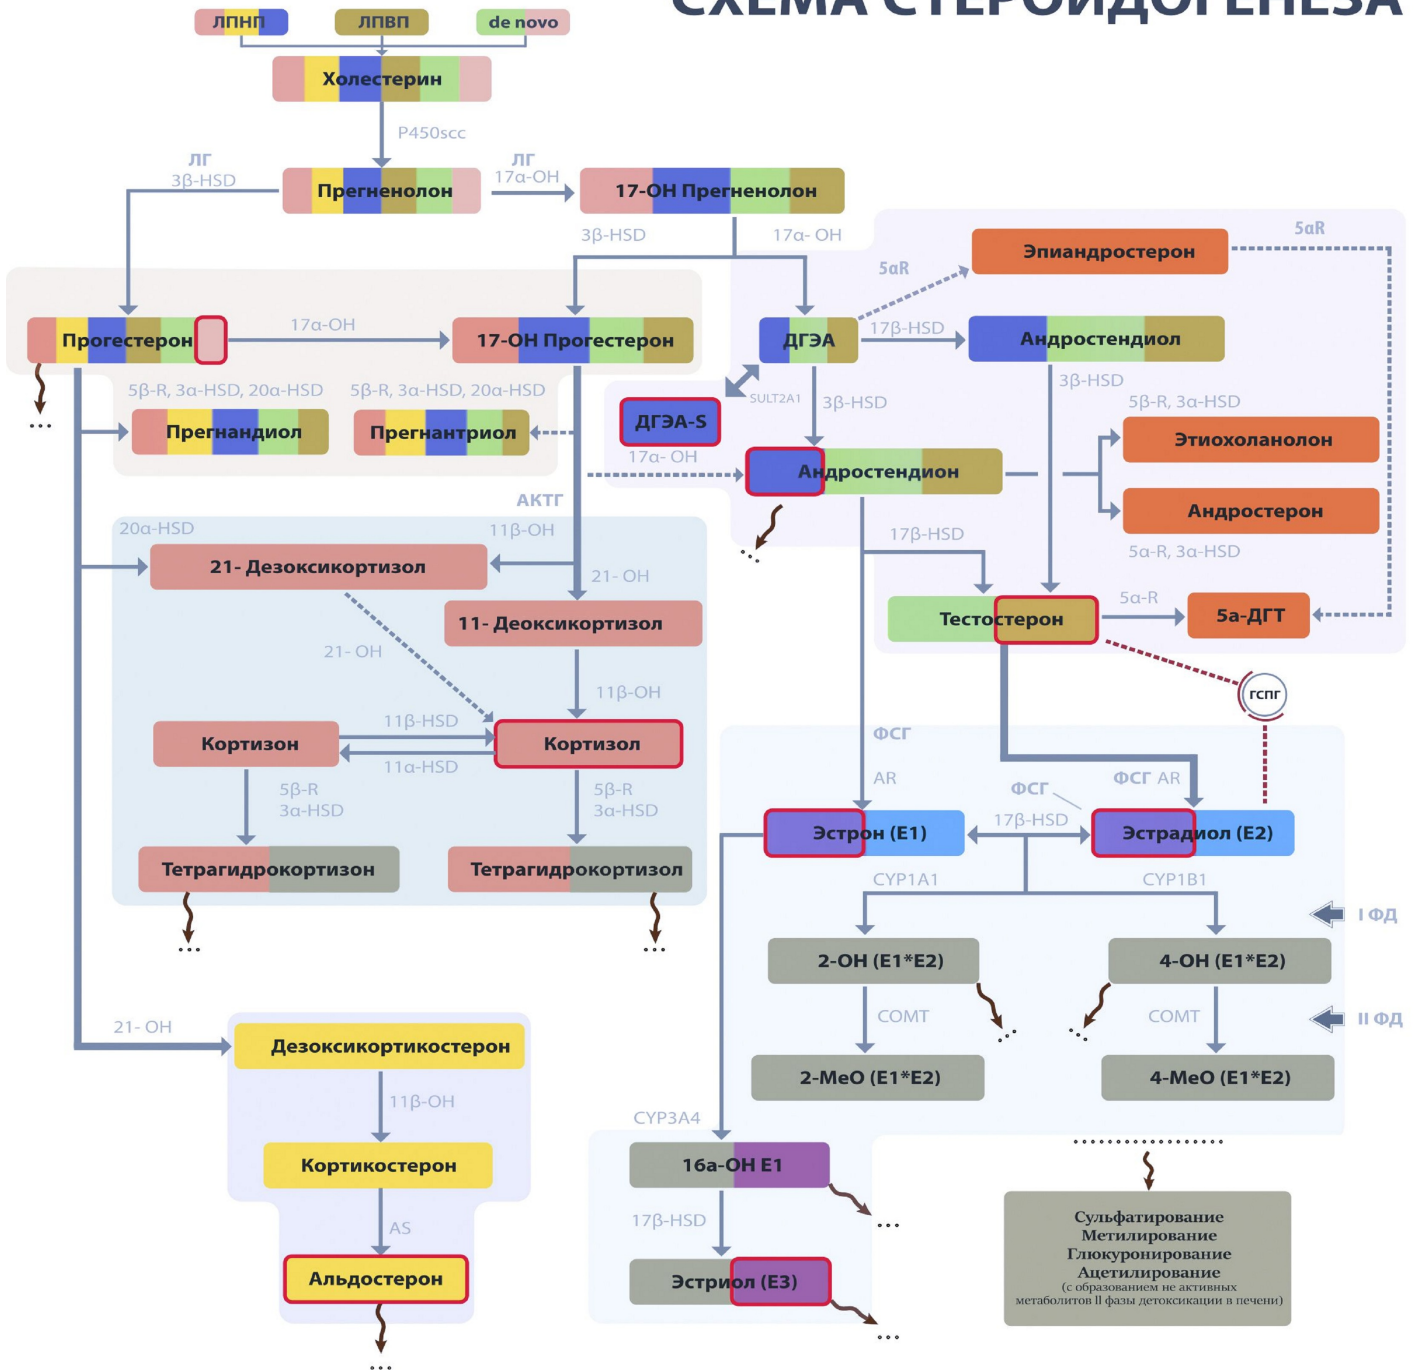 СХЕМА СТЕРОИДОГЕНЕЗА
ЛПНП
ЛПВП
de novo
Холестерин
P450scc
ЛГ
3β-HSD
Прегненолон
ЛГ
17α-OH
17-ОН Прегненолон
3β-HSD
17α- OH
5αR
Эпиандростерон
5αR
Прогестерон
17α-OH
17-ОН Прогестерон
ДГЭА
17β-HSD
Андростендиол
5β-R, 3α-HSD, 20α-HSD
5β-R, 3α-HSD, 20α-HSD
SULT2A1
3β-HSD
3β-HSD
5β-R, 3α-HSD
...
Прегнандиол
Прегнантриол
ДГЭА-S
Этиохоланолон
17α- OH
Андростендион
АКТГ
Андростерон
20α-HSD
11β-OH
17β-HSD
5α-R, 3α-HSD
...
21- Дезоксикортизол
21- OH
11- Деоксикортизол
Тестостерон
5α-R
5а-ДГТ
21- OH
11β-OH
ГСПГ
Кортизон
11β-HSD
11α-HSD
Кортизол
ФСГ
AR
ФСГ AR
5β-R
3α-HSD
5β-R
3α-HSD
ФСГ
17β-HSD
Эстрон (E1)
Эстрадиол (E2)
Тетрагидрокортизон
Тетрагидрокортизол
CYP1A1
CYP1B1
I ФД
...
...
2-OH (E1*E2)
4-OH (E1*E2)
COMT
COMT
II ФД
...
...
21- OH
Дезоксикортикостерон
2-MeO (E1*E2)
4-MeO (E1*E2)
11β-OH
CYP3A4
Кортикостерон
16a-OH E1
...
AS
17β-HSD
Альдостерон
Эстриол (E3)
...
...
.................
Сульфатирование
Метилирование
Глюкуронирование
Ацетилирование
(с образованием не активных
метаболитов II фазы детоксикации в печени)